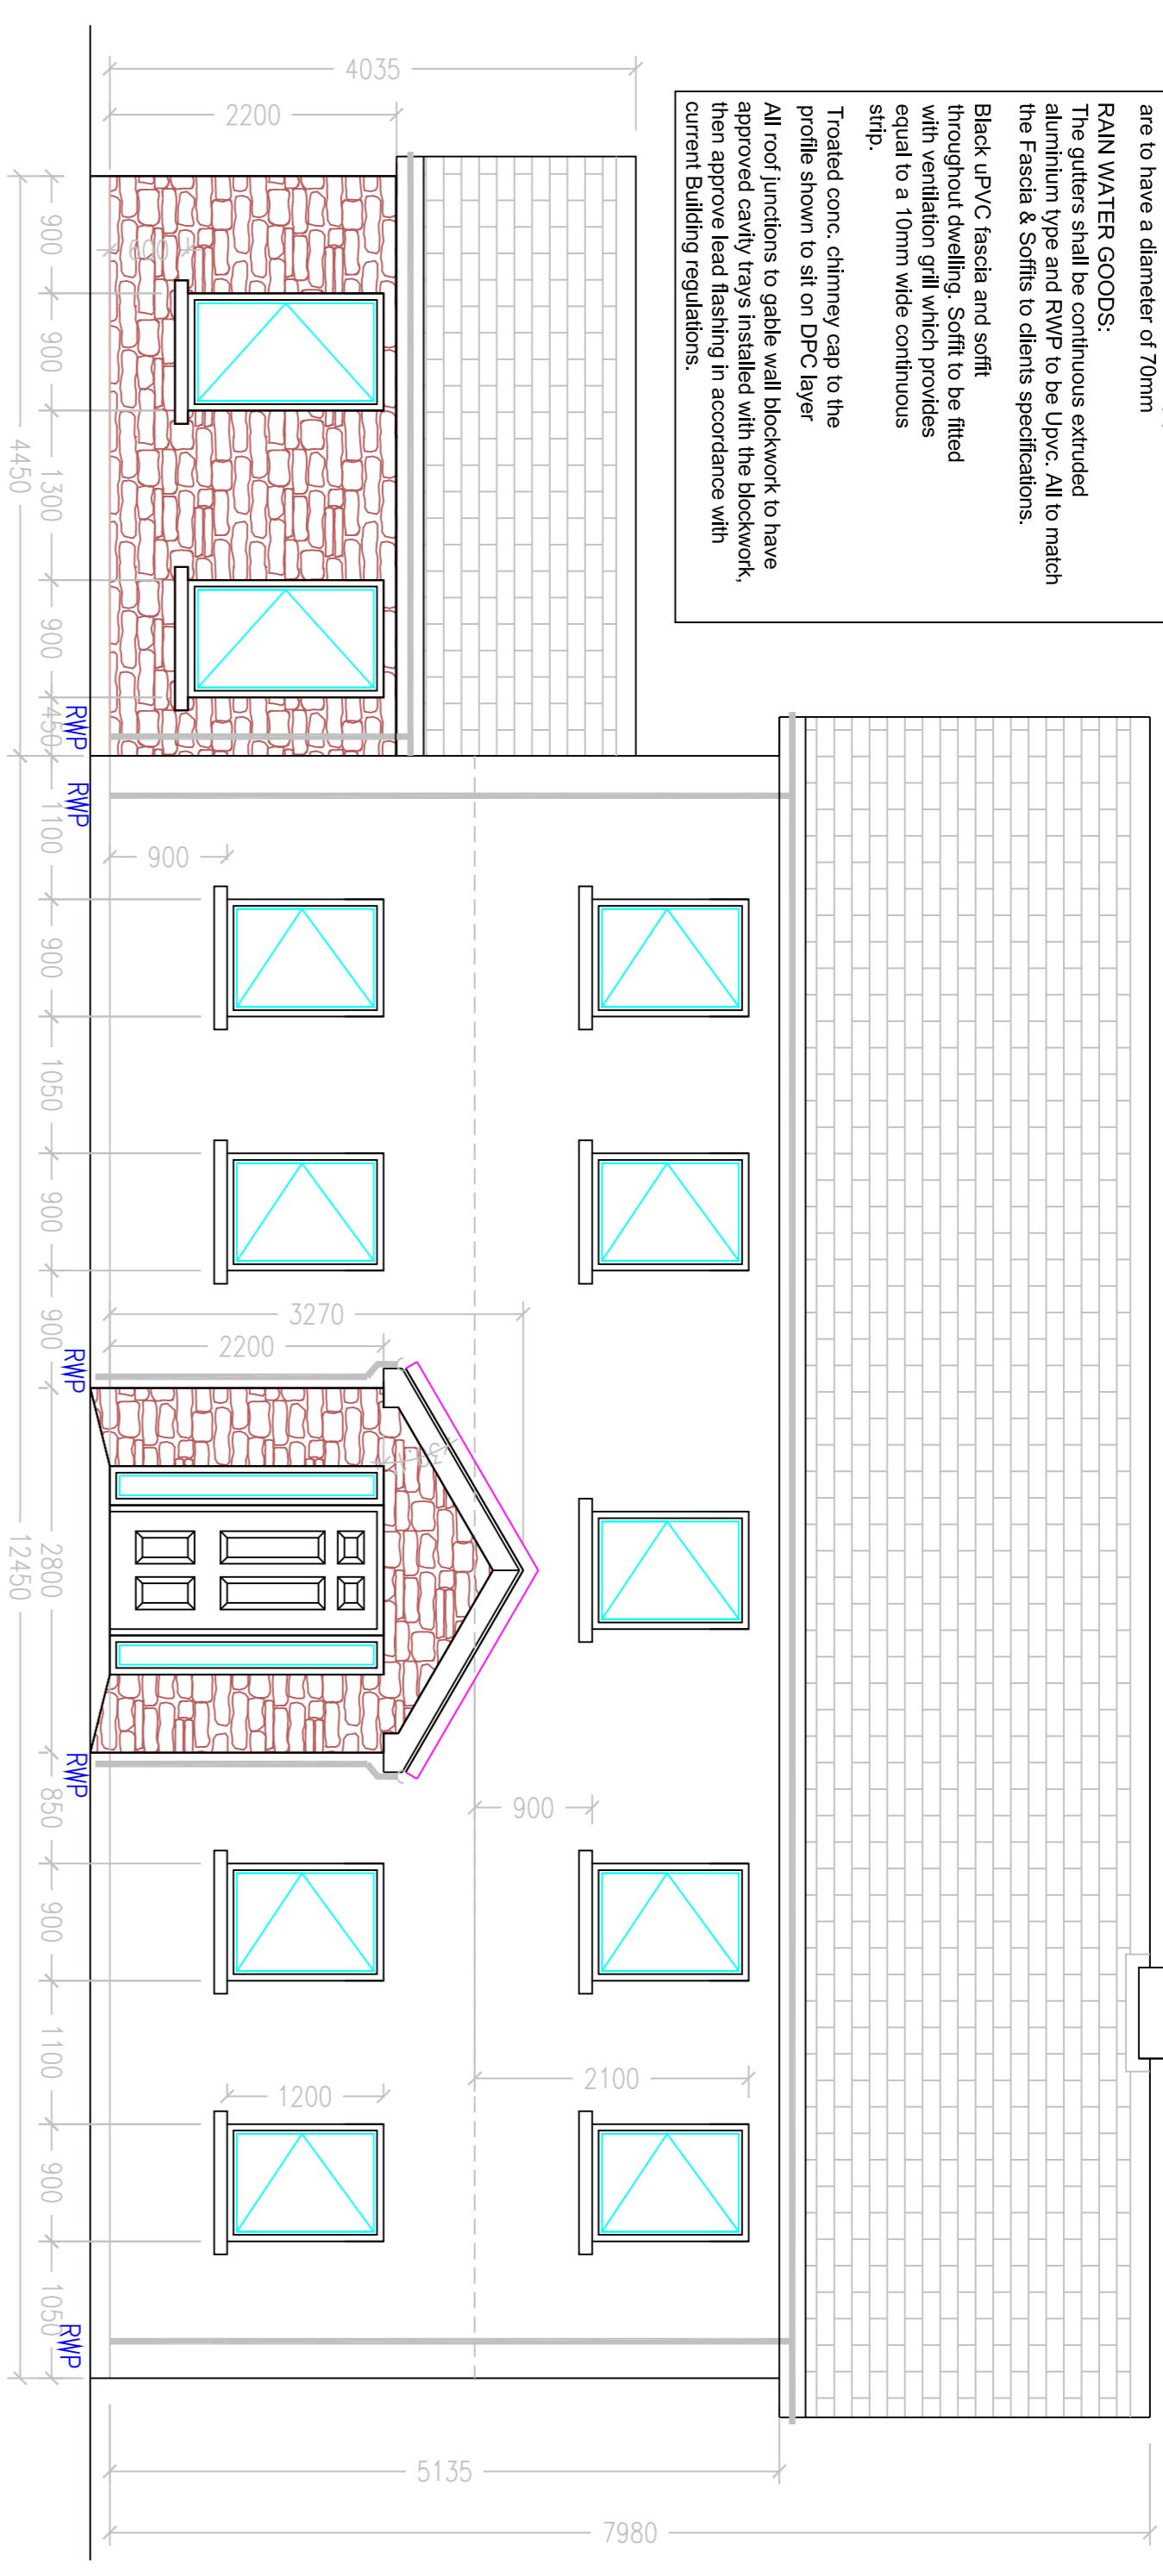 are to have a diameter of 70mm
RAIN WATER GOODS:
The gutters shall be continuous extruded
aluminium type and RWP to be Upvc. All to match
the Fascia & Soffits to clients specifications.
Black uPVC fascia and soffit
throughout dwelling. Soffit to be fitted
with ventilation grill which provides
equal to a 10mm wide continuous
strip.
Troated conc. chimney cap to the
profile shown to sit on DPC layer
All roof junctions to gable wall blockwork to have
approved cavity trays installed with the blockwork,
then approve lead flashing in accordance with
current Building regulations.
4035
2200
600
900
3270
2200
900
1200
2100
5135
7980
RWP
RWP
RWP
RWP
RWP
900
900
1300
900
450
1100
900
1050
900
900
2800
850
900
1100
900
1050
4450
12450